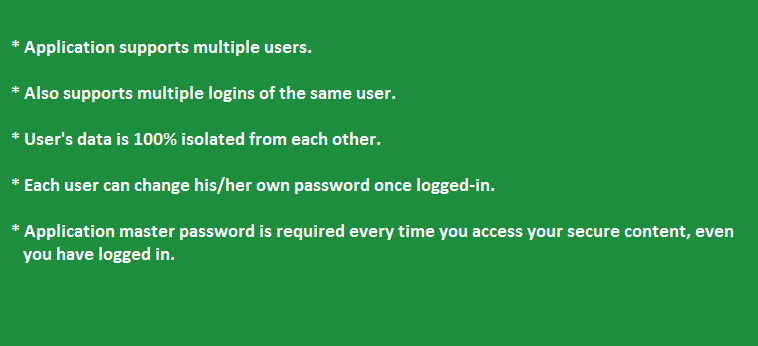 * Application supports multiple users.
* Also supports multiple logins of the same user.
* User's data is 100% isolated from each other.
* Each user can change his/her own password once logged-in.
* Application master password is required every time you access your secure content, even
you have logged in.